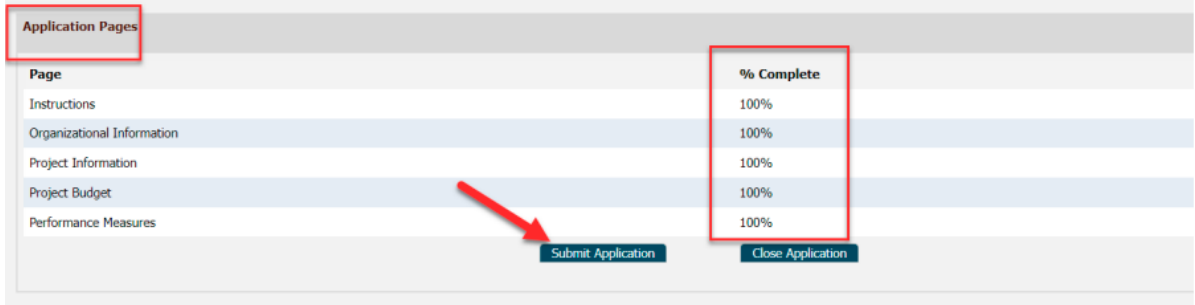 Application Pages
Page % Complete
Instructions 100%
Organizational Information 100%
Project Information 100%
Project Budget 100%
Performance Measures 100%
Submit Application Close Application